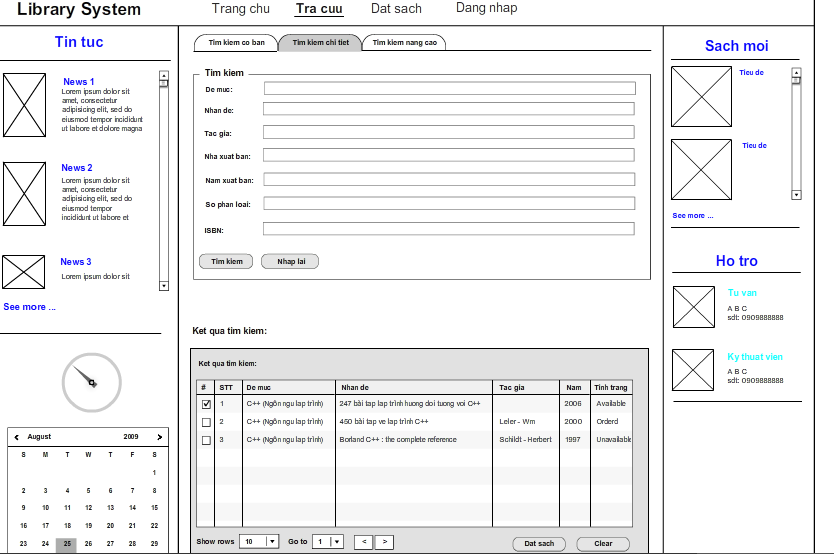 Library System
Trang chu
Tra cuu
Dat sach
Dang nhap
Tin tuc
News 1
Lorem ipsum dolor sit
amet, consectetur
adipisicing elit, sed do
eiusmod tempor incididunt
ut labore et dolore magna
News 2
Lorem ipsum dolor sit
amet, consectetur
adipisicing elit, sed do
eiusmod tempor
incididunt ut labore et
News 3
Lorem ipsum dolor sit
See more ...
August 2009
S M T W T F S
1
2 3 4 5 6 7 8
9 10 11 12 13 14 15
16 17 18 19 20 21 22
23 24 25 26 27 28 29
Tim kiem co ban
Tim kiem chi tiet
Tim kiem nang cao
Tim kiem
De muc:
Nhan de:
Tac gia:
Nha xuat ban:
Nam xuat ban:
So phan loai:
ISBN:
Tim kiem
Nhap lai
Ket qua tim kiem:
Ket qua tim kiem:
# STT De muc Nhan de Tac gia Nam Tinh trang
1 C++ (Ngôn ngu lap trình) 247 bài tap lap trình huong doi tuong voi C++ 2006 Available
2 C++ (Ngôn ngu lap trình) 450 bài tap ve lap trình C++ Leler - Wm 2000 Orderd
3 C++ (Ngôn ngu lap trình) Borland C++ : the complete reference Schildt - Herbert 1997 Unavailable
Show rows 10 Go to 1 < >
Dat sach
Clear
Sach moi
Tieu de
Tieu de
See more ...
Ho tro
Tu van
A B C
sdt: 0909888888
Ky thuat vien
A B C
sdt: 0909888888